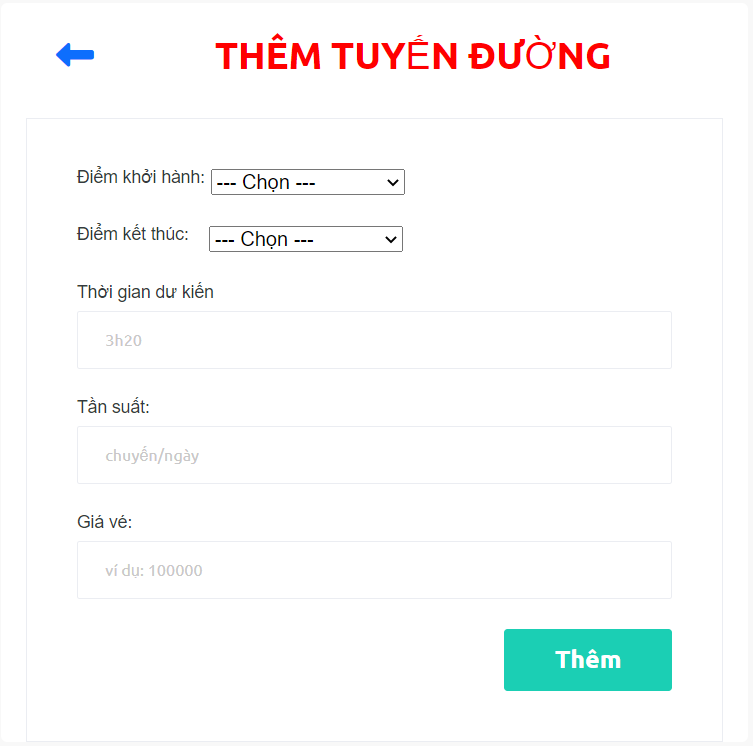 THÊM TUYẾN ĐƯỜNG
Điểm khởi hành: --- Chọn ---
Điểm kết thúc: --- Chọn ---
Thời gian dư kiến
3h20
Tần suất:
chuyến/ngày
Giá vé:
ví dụ: 100000
Thêm